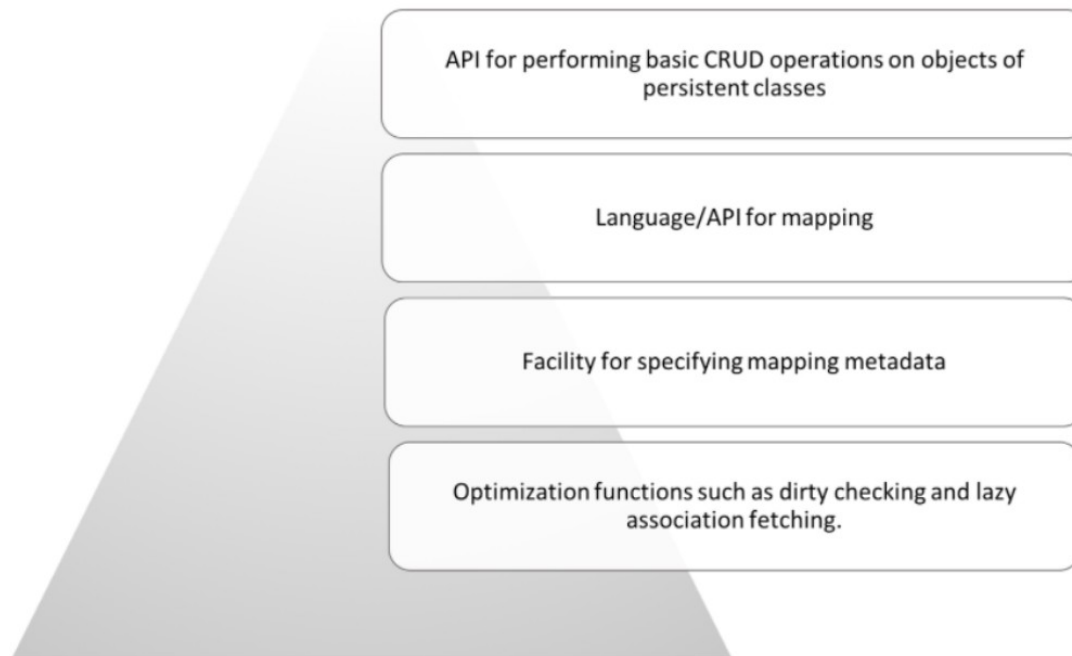 API for performing basic CRUD operations on objects of
persistent classes
Language/API for mapping
Facility for specifying mapping metadata
Optimization functions such as dirty checking and lazy
association fetching.